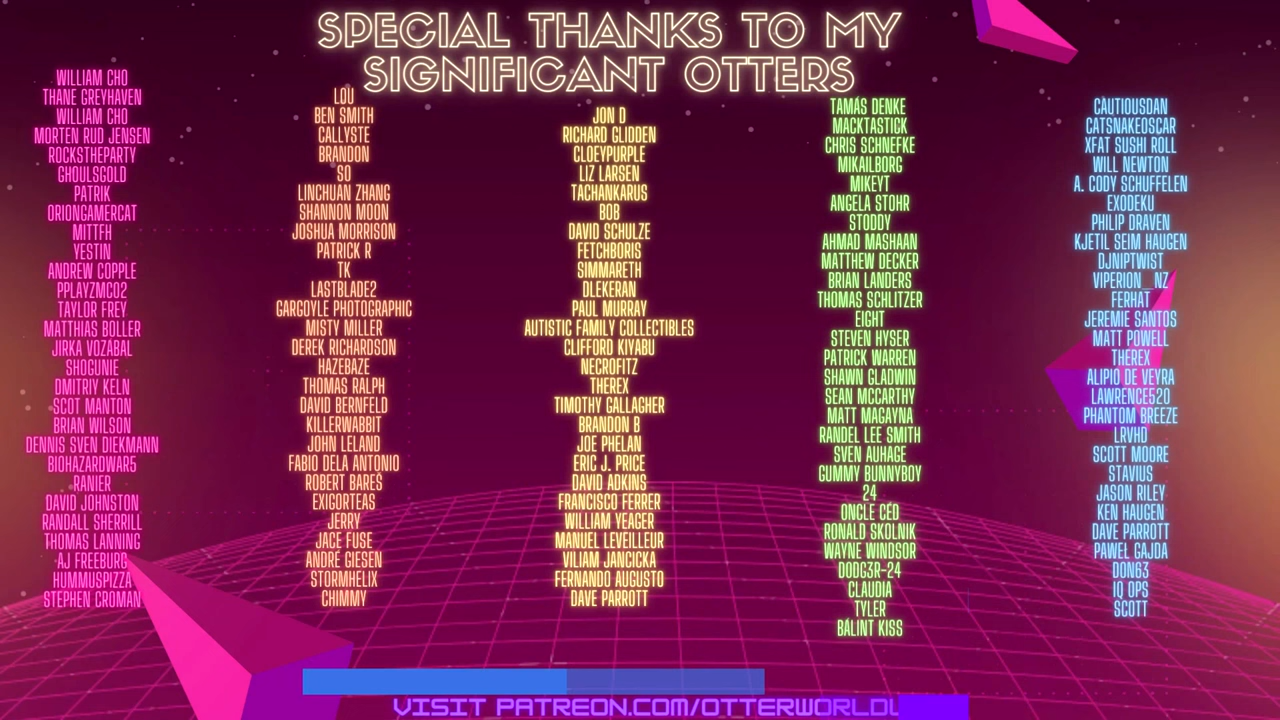 SPECIAL THANKS TO MY
SIGNIFICANT OTTERS
WILLIAM CHO
THANE GREYHAVEN
WILLIAM CHO
MORTEN RUD JENSEN
ROCKSTHEPARTY
GHOULSGOLD
PATRIK
ORIONGAMERCAT
MITTFH
YESTIN
ANDREW COPPLE
PPLAYZMC02
TAYLOR FREY
MATTHIAS BOLLER
JIRKA VOZÁBAL
SHOGUNIE
DMITRIY KELN
SCOT MANTON
BRIAN WILSON
DENNIS SVEN DIEKMANN
BIOHAZARDWAR5
RANIER
DAVID JOHNSTON
RANDALL SHERRILL
THOMAS LANNING
AJ FREEBURG
HUMMUSPIZZA
STEPHEN CROMAN
LOU
BEN SMITH
CALLYSTE
BRANDON
SO
LINCHUAN ZHANG
SHANNON MOON
JOSHUA MORRISON
PATRICK R
TK
LASTBLADE2
GARGOYLE PHOTOGRAPHIC
MISTY MILLER
DEREK RICHARDSON
HAZEBAZE
THOMAS RALPH
DAVID BERNFELD
KILLERWABBIT
JOHN LELAND
FABIO DELA ANTONIO
ROBERT BAREŠ
EXIGORTEAS
JERRY
JACE FUSE
ANDRÉ GIESEN
STORMHELIX
CHIMMY
JON D
RICHARD GLIDDEN
CLOEYPURPLE
LIZ LARSEN
TACHANKARUS
BOB
DAVID SCHULZE
FETCHBORIS
SIMMARETH
DLEKERAN
PAUL MURRAY
AUTISTIC FAMILY COLLECTIBLES
CLIFFORD KIYABU
NECROFITZ
THEREX
TIMOTHY GALLAGHER
BRANDON B
JOE PHELAN
ERIC J. PRICE
DAVID ADKINS
FRANCISCO FERRER
WILLIAM YEAGER
MANUEL LEVEILLEUR
VILIAM JANCICKA
FERNANDO AUGUSTO
DAVE PARROTT
TAMÁS DENKE
MACKTASTICK
CHRIS SCHNEFKE
MIKAILBORG
MIKEYT
ANGELA STOHR
STODDY
AHMAD MASHAAN
MATTHEW DECKER
BRIAN LANDERS
THOMAS SCHLITZER
EIGHT
STEVEN HYSER
PATRICK WARREN
SHAWN GLADWIN
SEAN MCCARTHY
MATT MAGAYNA
RANDEL LEE SMITH
SVEN AUHAGE
GUMMY BUNNYBOY
24
ONCLE CÉD
RONALD SKOLNIK
WAYNE WINDSOR
DODG3R-24
CLAUDIA
TYLER
BÁLINT KISS
CAUTIOUSDAN
CATSNAKEOSCAR
XFAT SUSHI ROLL
WILL NEWTON
A. CODY SCHUFFELEN
EXODEKU
PHILIP DRAVEN
KJETIL SEIM HAUGEN
DJNIPTWIST
VIPERION_NZ
FERHAT
JEREMIE SANTOS
MATT POWELL
THEREX
ALIPIO DE VEYRA
LAWRENCE520
PHANTOM BREEZE
LRVHD
SCOTT MOORE
STAVIUS
JASON RILEY
KEN HAUGEN
DAVE PARROTT
PAWEL GAJDA
DON63
IQ OPS
SCOTT
VISIT PATREON.COM/OTTERWORLDL